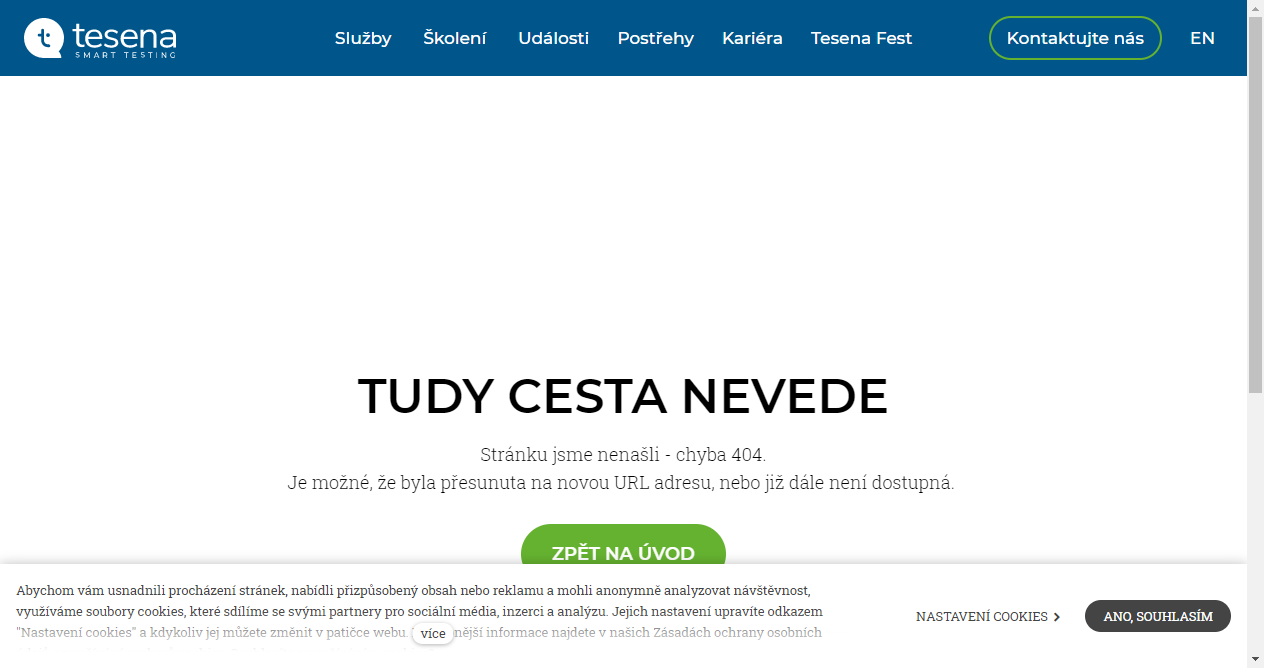 tesena
SMART TESTING
Služby
Školení
Události
Postřehy
Kariéra
Tesena Fest
Kontaktujte nás
EN
TUDY CESTA NEVEDE
Stránku jsme nenašli - chyba 404.
Je možné, že byla přesunuta na novou URL adresu, nebo již dále není dostupná.
ZPĚT NA ÚVOD
Abychom vám usnadnili procházení stránek, nabídli přizpůsobený obsah nebo reklamu a mohli anonymně analyzovat návštěvnost,
využíváme soubory cookies, které sdílíme se svými partnery pro sociální média, inzerci a analýzu. Jejich nastavení upravíte odkazem
"Nastavení cookies" a kdykoliv jej můžete změnit v patičce webu. informace najdete v našich Zásadách ochrany osobních
více
NASTAVENÍ COOKIES
ANO, SOUHLASÍM